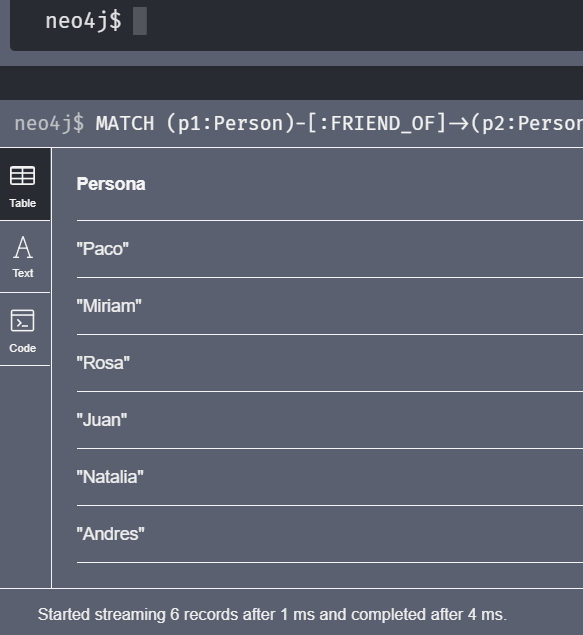 neo4j$
neo4j$ MATCH (p1:Person)-[:FRIEND_OF]->(p2:Person
Table
Persona
"Paco"
Text
"Miriam"
Code
"Rosa"
"Juan"
"Natalia"
"Andres"
Started streaming 6 records after 1 ms and completed after 4 ms.